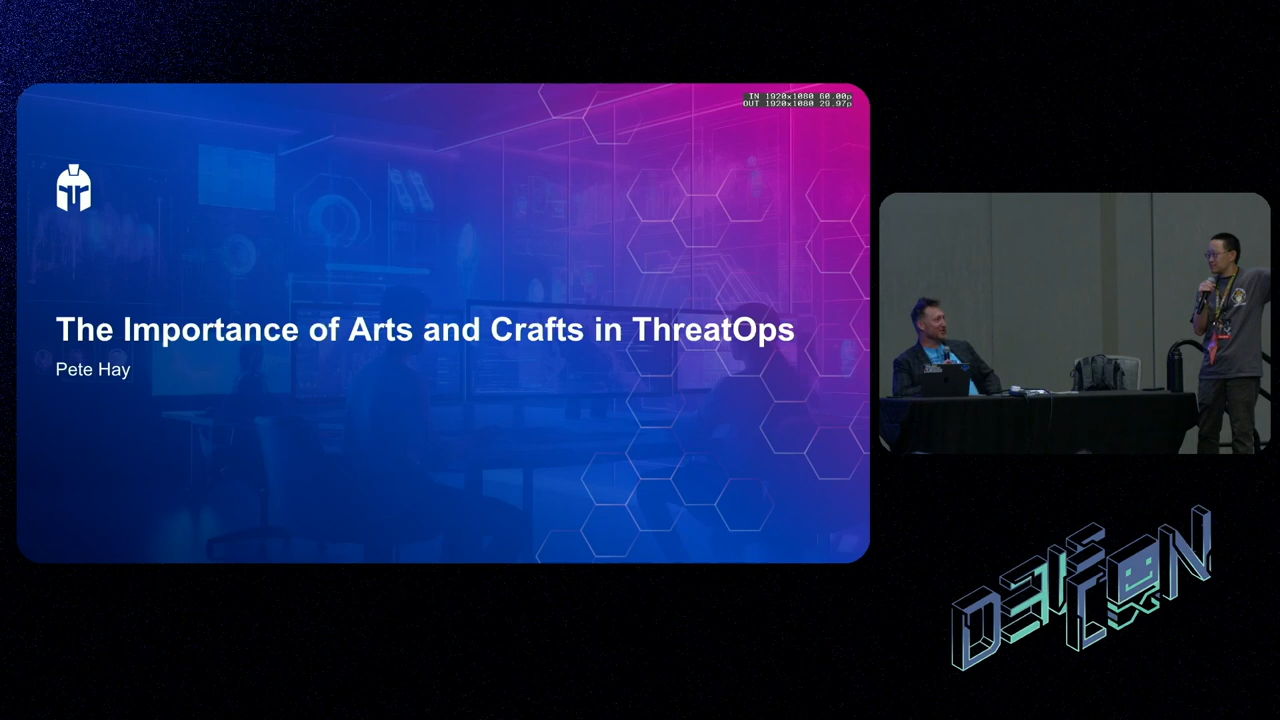 IN 1920x1080 60.00p
OUT 1920x1080 29.97p
The Importance of Arts and Crafts in ThreatOps
Pete Hay
DEF CON